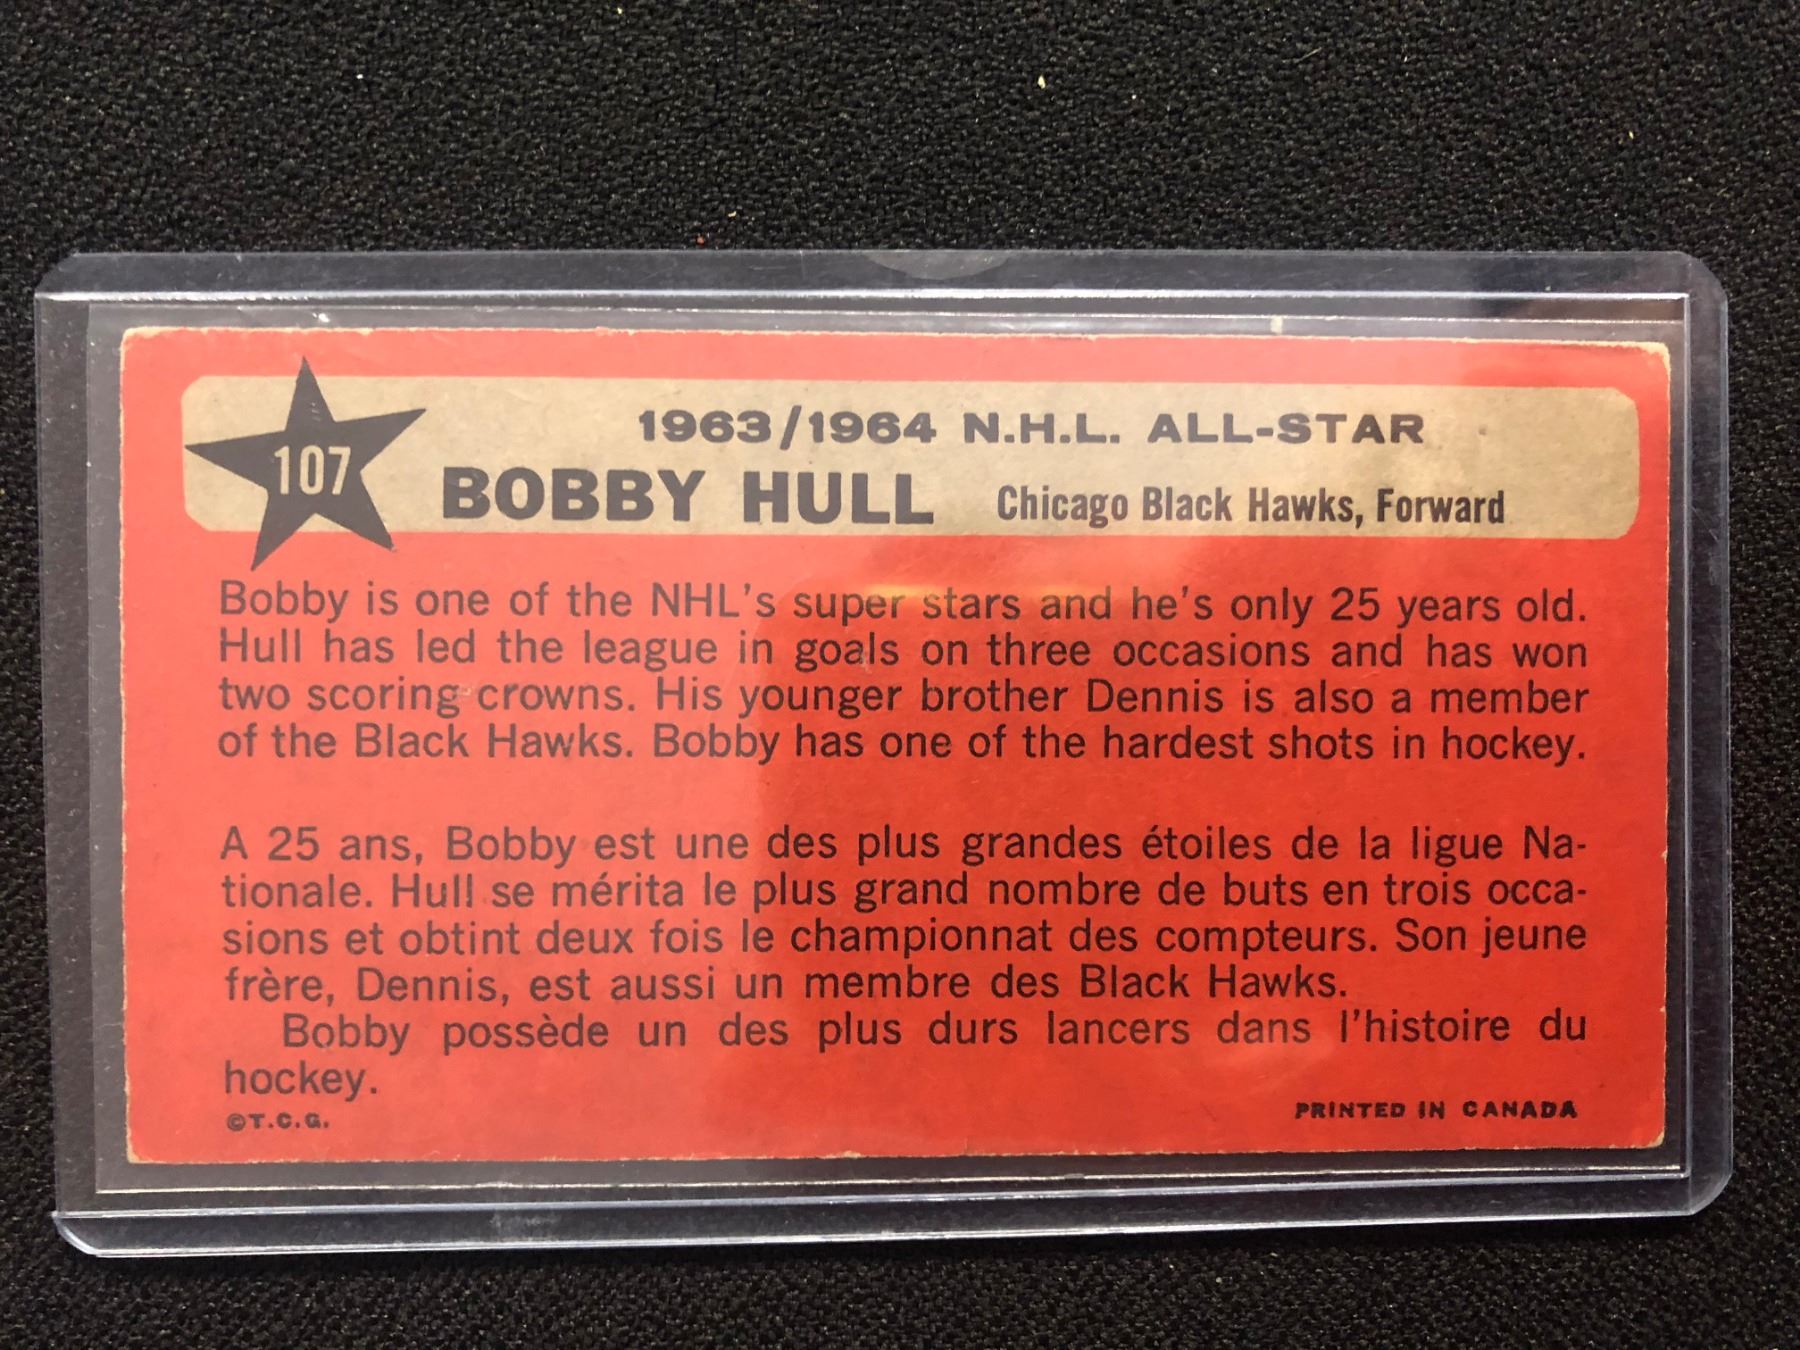 107
1963/1964 N.H.L. ALL-STAR
BOBBY HULL Chicago Black Hawks, Forward
Bobby is one of the NHL's super stars and he's only 25 years old.
Hull has led the league in goals on three occasions and has won
two scoring crowns. His younger brother Dennis is also a member
of the Black Hawks. Bobby has one of the hardest shots in hockey.
A 25 ans, Bobby est une des plus grandes étoiles de la ligue Na-
tionale. Hull se mérita le plus grand nombre de buts en trois occa-
sions et obtint deux fois le championnat des compteurs. Son jeune
frère, Dennis, est aussi un membre des Black Hawks.
Bobby possède un des plus durs lancers dans l'histoire du
hockey.
©T.C.G.
PRINTED IN CANADA